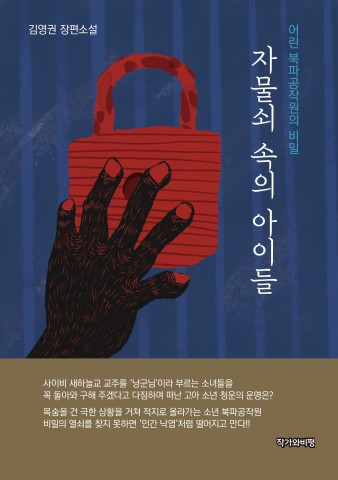 김영권 장편소설
어린 북파공작원의 비밀
자물쇠 속의 아이들
사이비 새하늘교 교주를 '낭군님'이라 부르는 소녀들을
꼭 돌아와 구해 주겠다고 다짐하며 떠난 고아 소년 청운의 운명은?
목숨을 건 극한 상황을 거쳐 적지로 올라가는 소년 북파공작원
비밀의 열쇠를 찾지 못하면 '인간 낙엽'처럼 떨어지고 만다!!
작가와비평